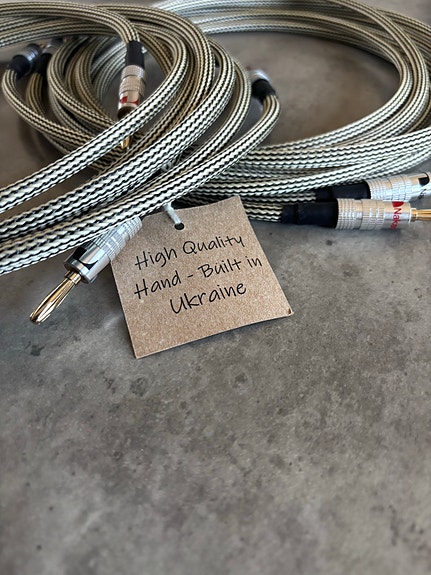 High Quality
Hand - Built in
Ukraine